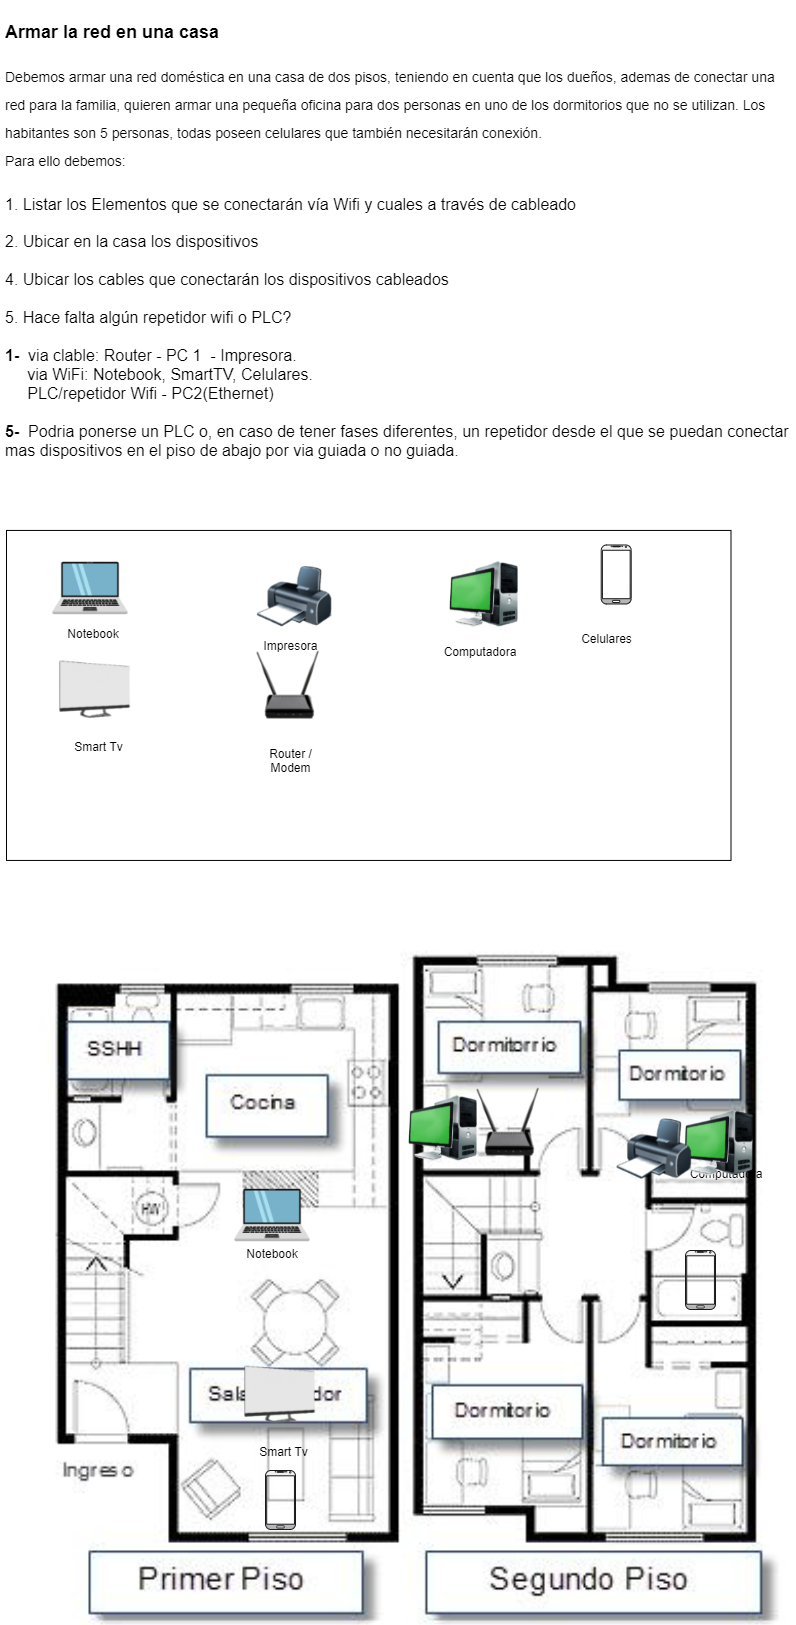 Armar la red en una casa
Debemos armar una red doméstica en una casa de dos pisos, teniendo en cuenta que los dueños, ademas de conectar una
red para la familia, quieren armar una pequeña oficina para dos personas en uno de los dormitorios que no se utilizan. Los
habitantes son 5 personas, todas poseen celulares que también necesitarán conexión.
Para ello debemos:
1. Listar los Elementos que se conectarán vía Wifi y cuales a través de cableado
2. Ubicar en la casa los dispositivos
4. Ubicar los cables que conectarán los dispositivos cableados
5. Hace falta algún repetidor wifi o PLC?
1- via clable: Router - PC 1 - Impresora.
via WiFi: Notebook, SmartTV, Celulares.
PLC/repetidor Wifi - PC2(Ethernet)
5- Podria ponerse un PLC o, en caso de tener fases diferentes, un repetidor desde el que se puedan conectar
mas dispositivos en el piso de abajo por via guiada o no guiada.
Notebook
Impresora
Computadora
Celulares
Smart Tv
Router /
Modem
SSHH
Cocina
HW
Notebook
Smart Tv
Ingreso
Primer Piso
Dormitorrio
Dormitorio
Computadora
Dormitorio
Dormitorio
Segundo Piso